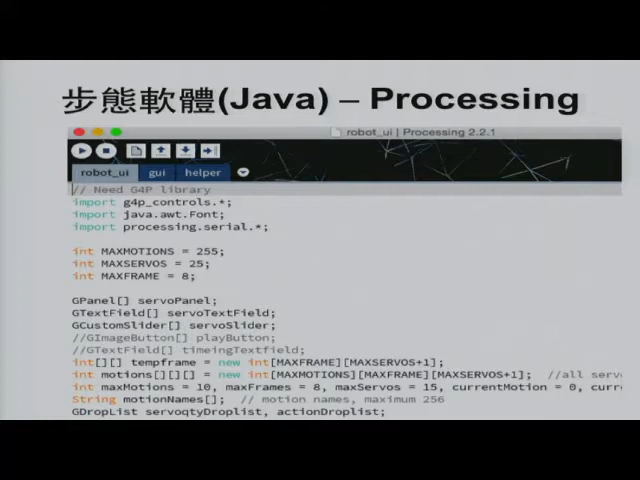 步態軟體(Java) – Processing
robot_ui | Processing 2.2.1
robot_ui gui helper
// Need G4P library
import g4p_controls.*;
import java.awt.Font;
import processing.serial.*;
int MAXMOTIONS = 255;
int MAXSERVOS = 25;
int MAXFRAME = 8;
GPanel[] servoPanel;
GTextField[] servoTextField;
GCustomSlider[] servoSlider;
//GImageButton[] playButton;
//GTextField[] timeingTextfield;
int[][] tempframe = new int[MAXFRAME][MAXSERVOS+1];
int motions[][][] = new int[MAXMOTIONS][MAXFRAME][MAXSERVOS+1];  //all serv
int maxMotions = 10, maxFrames = 8, maxServos = 15, currentMotion = 0, curr
String motionNames[];  // motion names, maximum 256
GDropList servoqtyDroplist, actionDroplist;